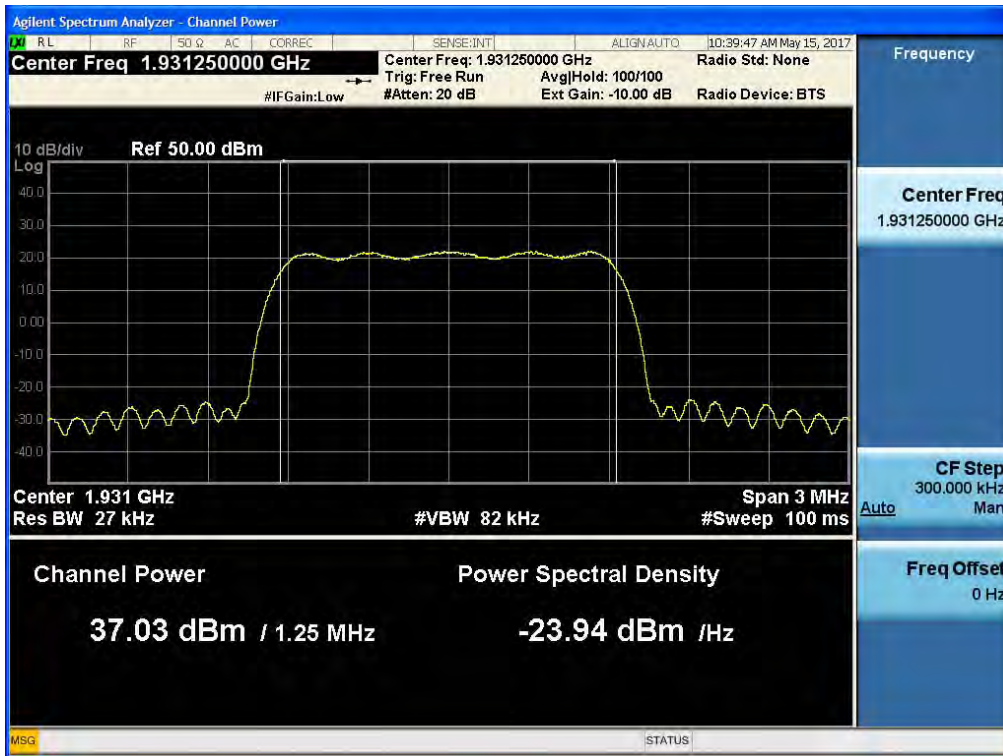 Agilent Spectrum Analyzer - Channel Power
LXI RL RF 50 Ω AC CORREC SENSE:INT ALIGNAUTO 10:39:47 AM May 15, 2017
Center Freq 1.931250000 GHz
Center Freq: 1.931250000 GHz Radio Std: None
Trig: Free Run Avg|Hold: 100/100
#IFGain:Low #Atten: 20 dB Ext Gain: -10.00 dB Radio Device: BTS
Frequency
10 dB/div Ref 50.00 dBm
Log
40.0
30.0
20.0
10.0
0.00
-10.0
-20.0
-30.0
-40.0
Center 1.931 GHz Span 3 MHz
Res BW 27 kHz #VBW 82 kHz #Sweep 100 ms
Center Freq
1.931250000 GHz
CF Step
300.000 kHz
Auto Man
Channel Power Power Spectral Density
37.03 dBm / 1.25 MHz -23.94 dBm /Hz
Freq Offset
0 Hz
MSG STATUS